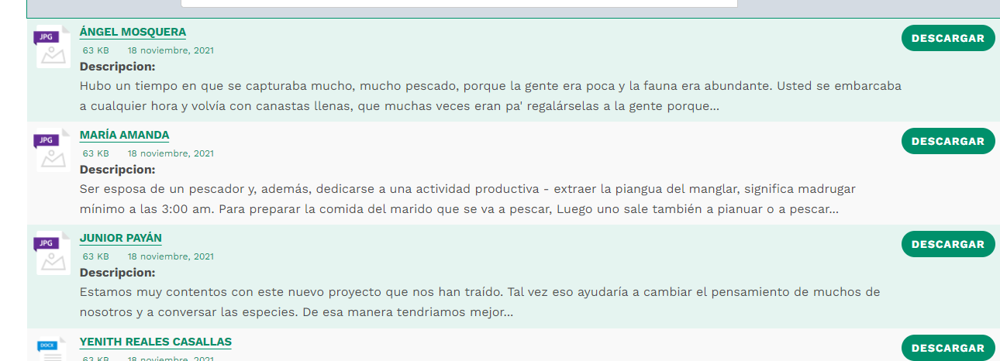 JPG
ÁNGEL MOSQUERA
DESCARGAR
63 KB 18 noviembre, 2021
Descripcion:
Hubo un tiempo en que se capturaba mucho, mucho pescado, porque la gente era poca y la fauna era abundante. Usted se embarcaba
a cualquier hora y volvía con canastas llenas, que muchas veces eran pa' regalárselas a la gente porque...
JPG
MARÍA AMANDA
DESCARGAR
63 KB 18 noviembre, 2021
Descripcion:
Ser esposa de un pescador y, además, dedicarse a una actividad productiva - extraer la piangua del manglar, significa madrugar
mínimo a las 3:00 am. Para preparar la comida del marido que se va a pescar, Luego uno sale también a pianuar o a pescar...
JPG
JUNIOR PAYÁN
DESCARGAR
63 KB 18 noviembre, 2021
Descripcion:
Estamos muy contentos con este nuevo proyecto que nos han traído. Tal vez eso ayudaría a cambiar el pensamiento de muchos de
nosotros y a conversar las especies. De esa manera tendriamos mejor...
DOCX
YENITH REALES CASALLAS
DESCARGAR
63 KB 18 noviembre, 2021